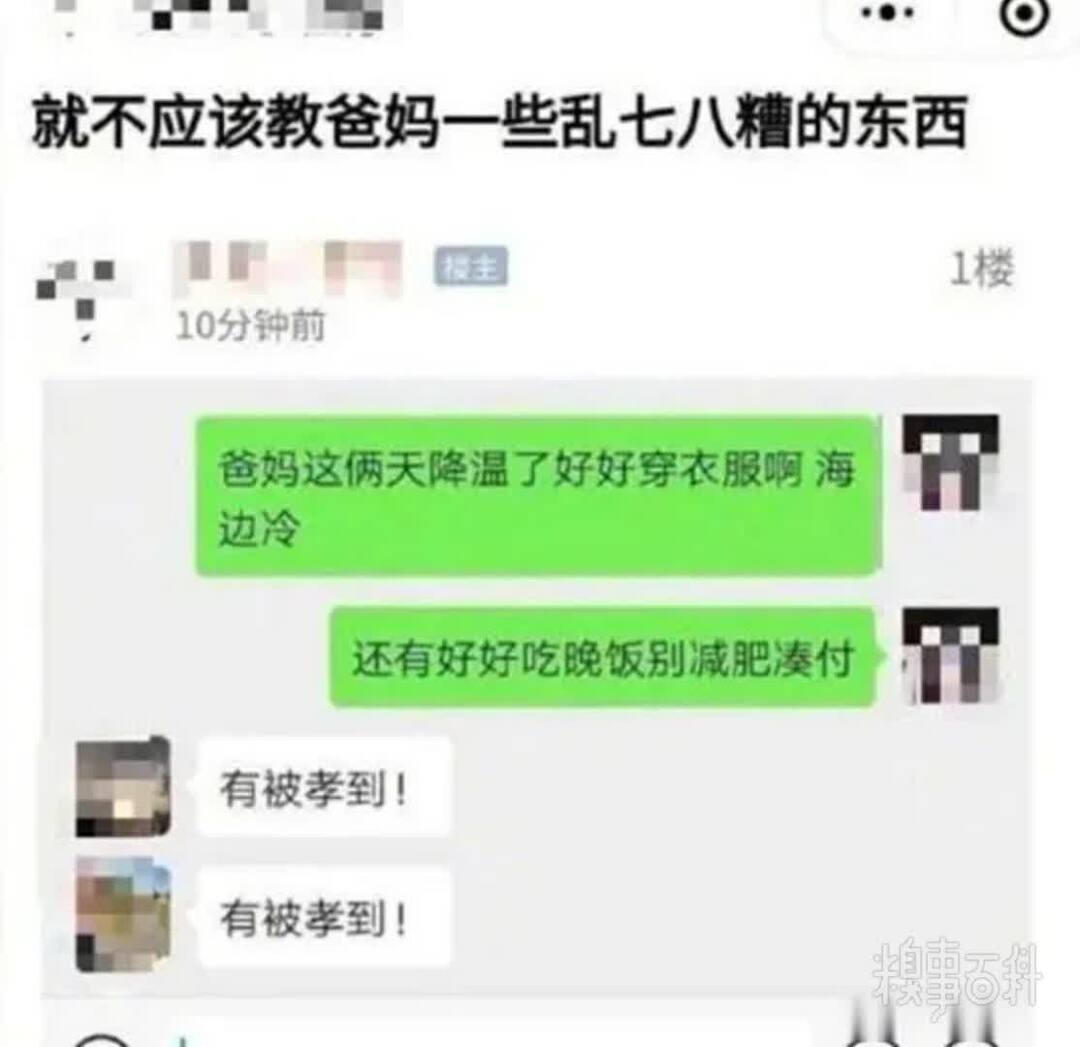 就不应该教爸妈一些乱七八糟的东西
楼主
1楼
10分钟前
爸妈这俩天降温了好好穿衣服啊 海
边冷
还有好好吃晚饭别减肥凑付
有被孝到!
有被孝到!
糗事百科